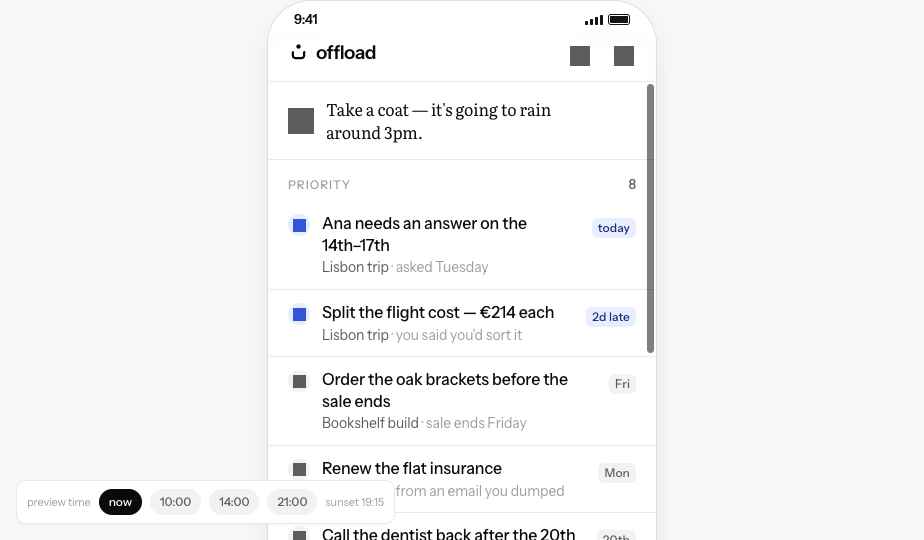 9:41
offload
Take a coat — it's going to rain
around 3pm.
PRIORITY
8
Ana needs an answer on the
14th–17th
today
Lisbon trip · asked Tuesday
Split the flight cost — €214 each
2d late
Lisbon trip · you said you'd sort it
Order the oak brackets before the
sale ends
Fri
Bookshelf build · sale ends Friday
Renew the flat insurance
Mon
from an email you dumped
preview time
now
10:00
14:00
21:00
sunset 19:15
Call the dentist back after the 20th
20th